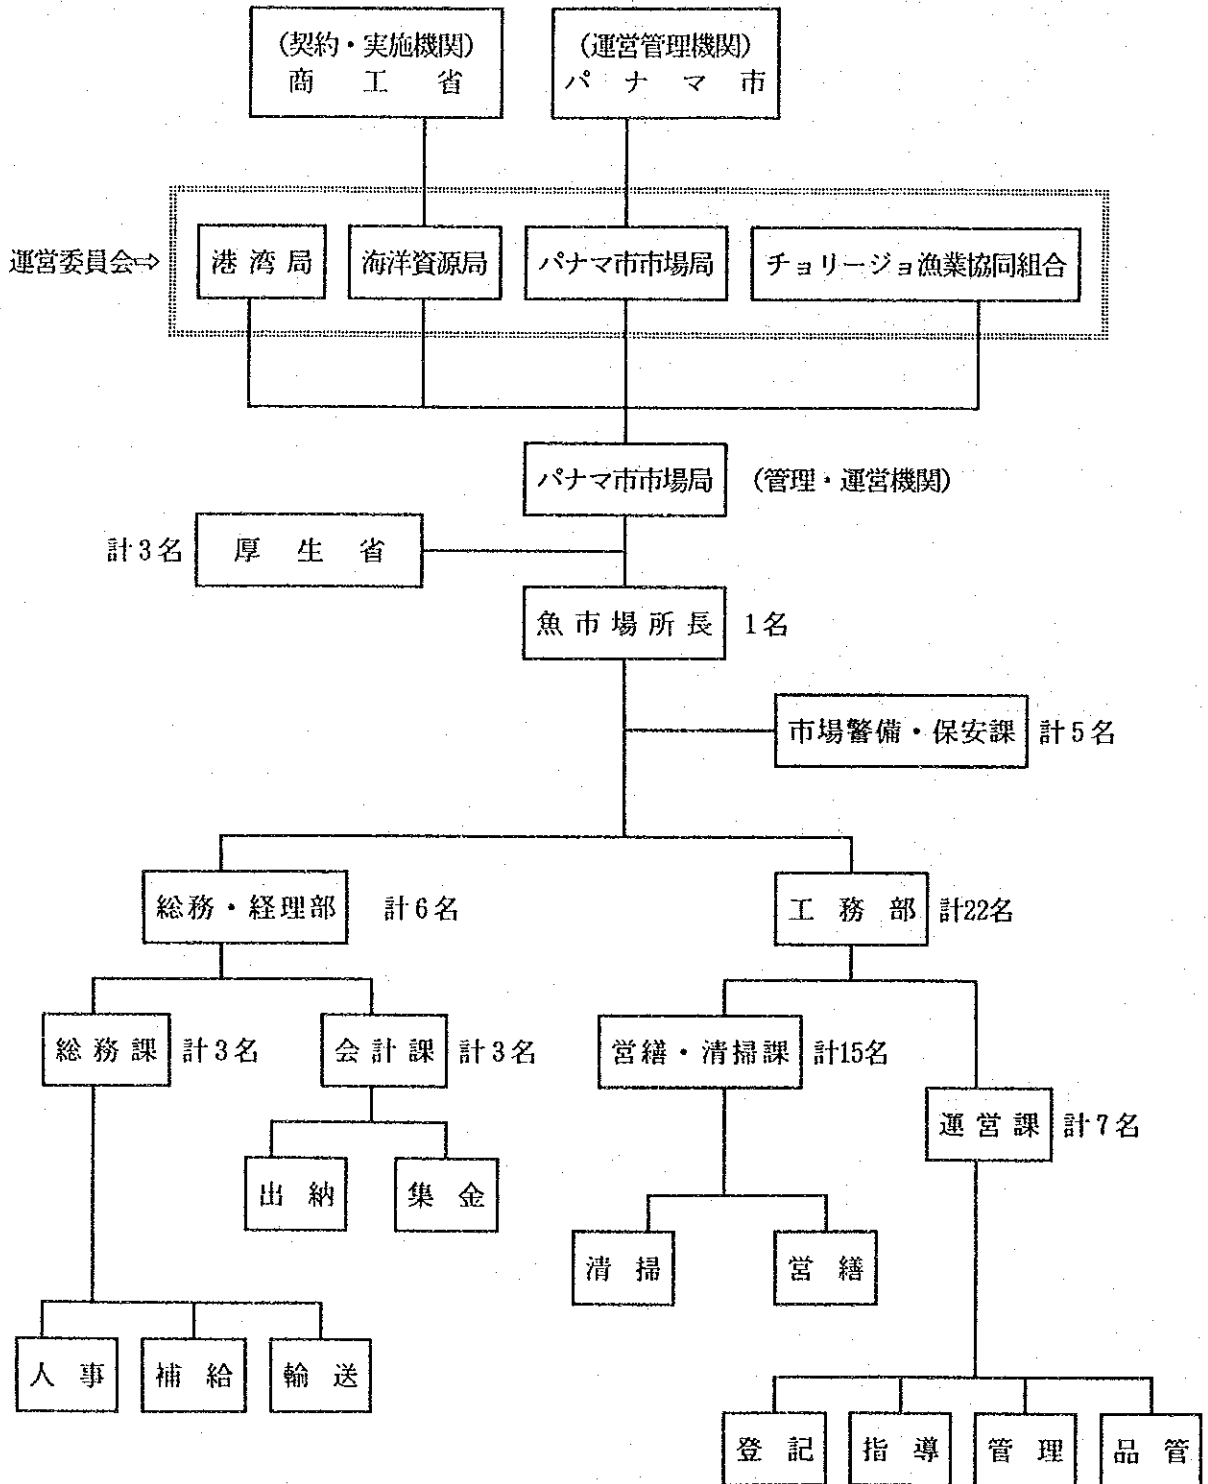 (契約・実施機関)
商工省
(運営管理機関)
パナマ市
運営委員会⇨
港湾局
海洋資源局
パナマ市市場局
チョリージョ漁業協同組合
パナマ市市場局
(管理・運営機関)
計3名
厚生省
魚市場所長
1名
市場警備・保安課
計5名
総務・経理部
計6名
工務部
計22名
総務課
計3名
会計課
計3名
営繕・清掃課
計15名
運営課
計7名
出納
集金
清掃
営繕
人事
補給
輸送
登記
指導
管理
品管